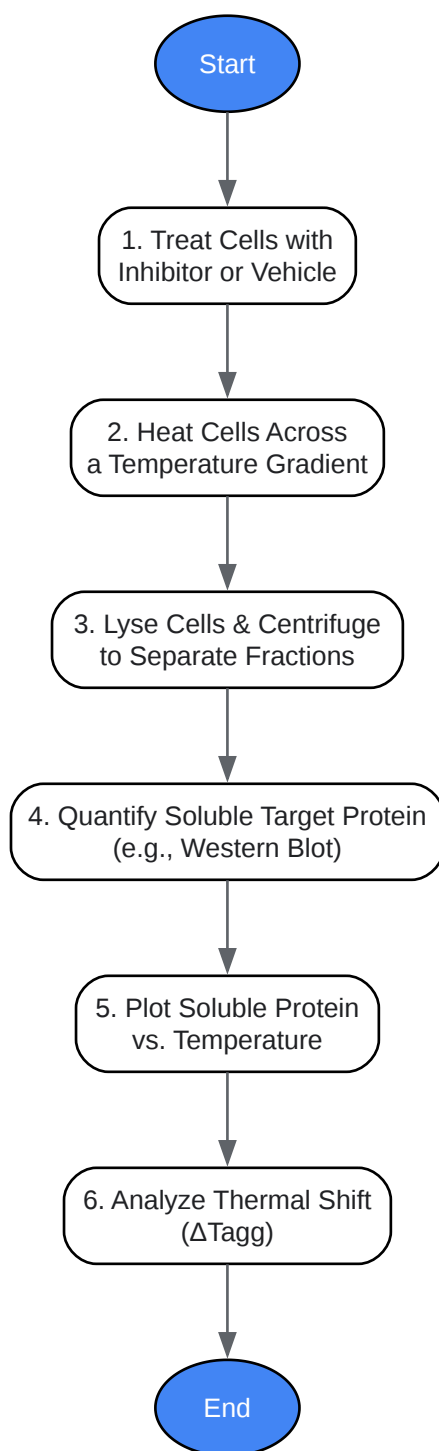 Start
1. Treat Cells with
Inhibitor or Vehicle
2. Heat Cells Across
a Temperature Gradient
3. Lyse Cells & Centrifuge
to Separate Fractions
4. Quantify Soluble Target Protein
(e.g., Western Blot)
5. Plot Soluble Protein
vs. Temperature
6. Analyze Thermal Shift
(ΔTagg)
End